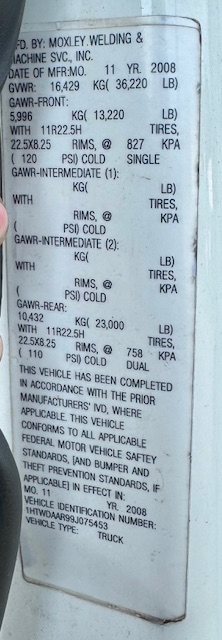 MFD. BY: MOXLEY WELDING &
MACHINE SVC., INC.
DATE OF MFR:MO. 11 YR. 2008
GVWR: 16,429 KG( 36,220 LB)
GAWR-FRONT:
5,996 KG( 13,220 LB)
WITH 11R22.5H TIRES,
22.5X8.25 RIMS, @ 827 KPA
( 120 PSI) COLD SINGLE
GAWR-INTERMEDIATE (1):
KG( LB)
WITH TIRES,
RIMS, @ KPA
( PSI) COLD
GAWR-INTERMEDIATE (2):
KG( LB)
WITH TIRES,
RIMS, @ KPA
( PSI) COLD
GAWR-REAR:
10,432 KG( 23,000 LB)
WITH 11R22.5H TIRES,
22.5X8.25 RIMS, @ 758 KPA
( 110 PSI) COLD DUAL
THIS VEHICLE HAS BEEN COMPLETED
IN ACCORDANCE WITH THE PRIOR
MANUFACTURERS' IVD, WHERE
APPLICABLE. THIS VEHICLE
CONFORMS TO ALL APPLICABLE
FEDERAL MOTOR VEHICLE SAFTEY
STANDARDS, [AND BUMPER AND
THEFT PREVENTION STANDARDS, IF
APPLICABLE] IN EFFECT IN:
MO. 11 YR. 2008
VEHICLE IDENTIFICATION NUMBER:
1HTWDAAR99J075453
VEHICLE TYPE: TRUCK